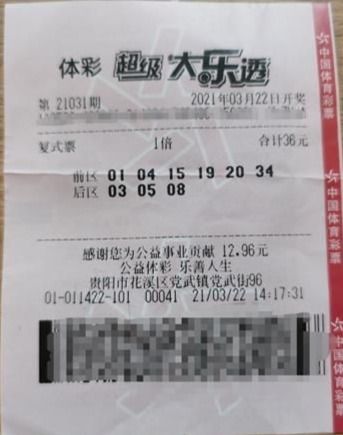 体彩 超级大乐透
第 21031期 2021年03月22日开奖
复式票 1倍 合计36元
前区 01 04 15 19 20 34
后区 03 05 08
感谢您为公益事业贡献 12.96元
公益体彩 乐善人生
贵阳市花溪区党武镇党武街96
01-011422-101 00041 21/03/22 14:17:31
中国体育彩票
中国体育彩票
中国体育彩票